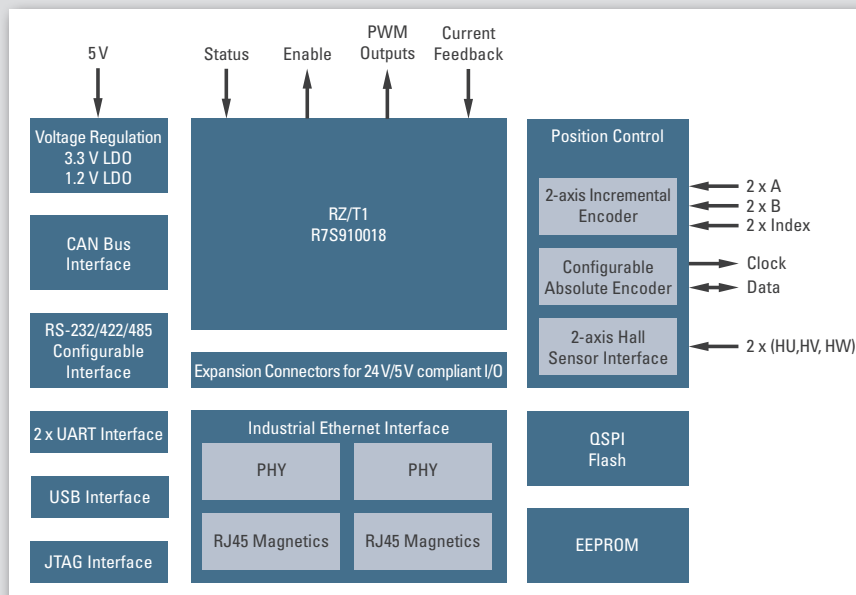 5 V
Status
Enable
PWM
Outputs
Current
Feedback
Voltage Regulation
3.3 V LDO
1.2 V LDO
CAN Bus
Interface
RS-232/422/485
Configurable
Interface
2 x UART Interface
USB Interface
JTAG Interface
RZ/T1
R7S910018
Expansion Connectors for 24 V/5 V compliant I/O
Industrial Ethernet Interface
PHY
PHY
RJ45 Magnetics
RJ45 Magnetics
Position Control
2-axis Incremental
Encoder
2 x A
2 x B
2 x Index
Configurable
Absolute Encoder
Clock
Data
2-axis Hall
Sensor Interface
2 x (HU,HV, HW)
QSPI
Flash
EEPROM